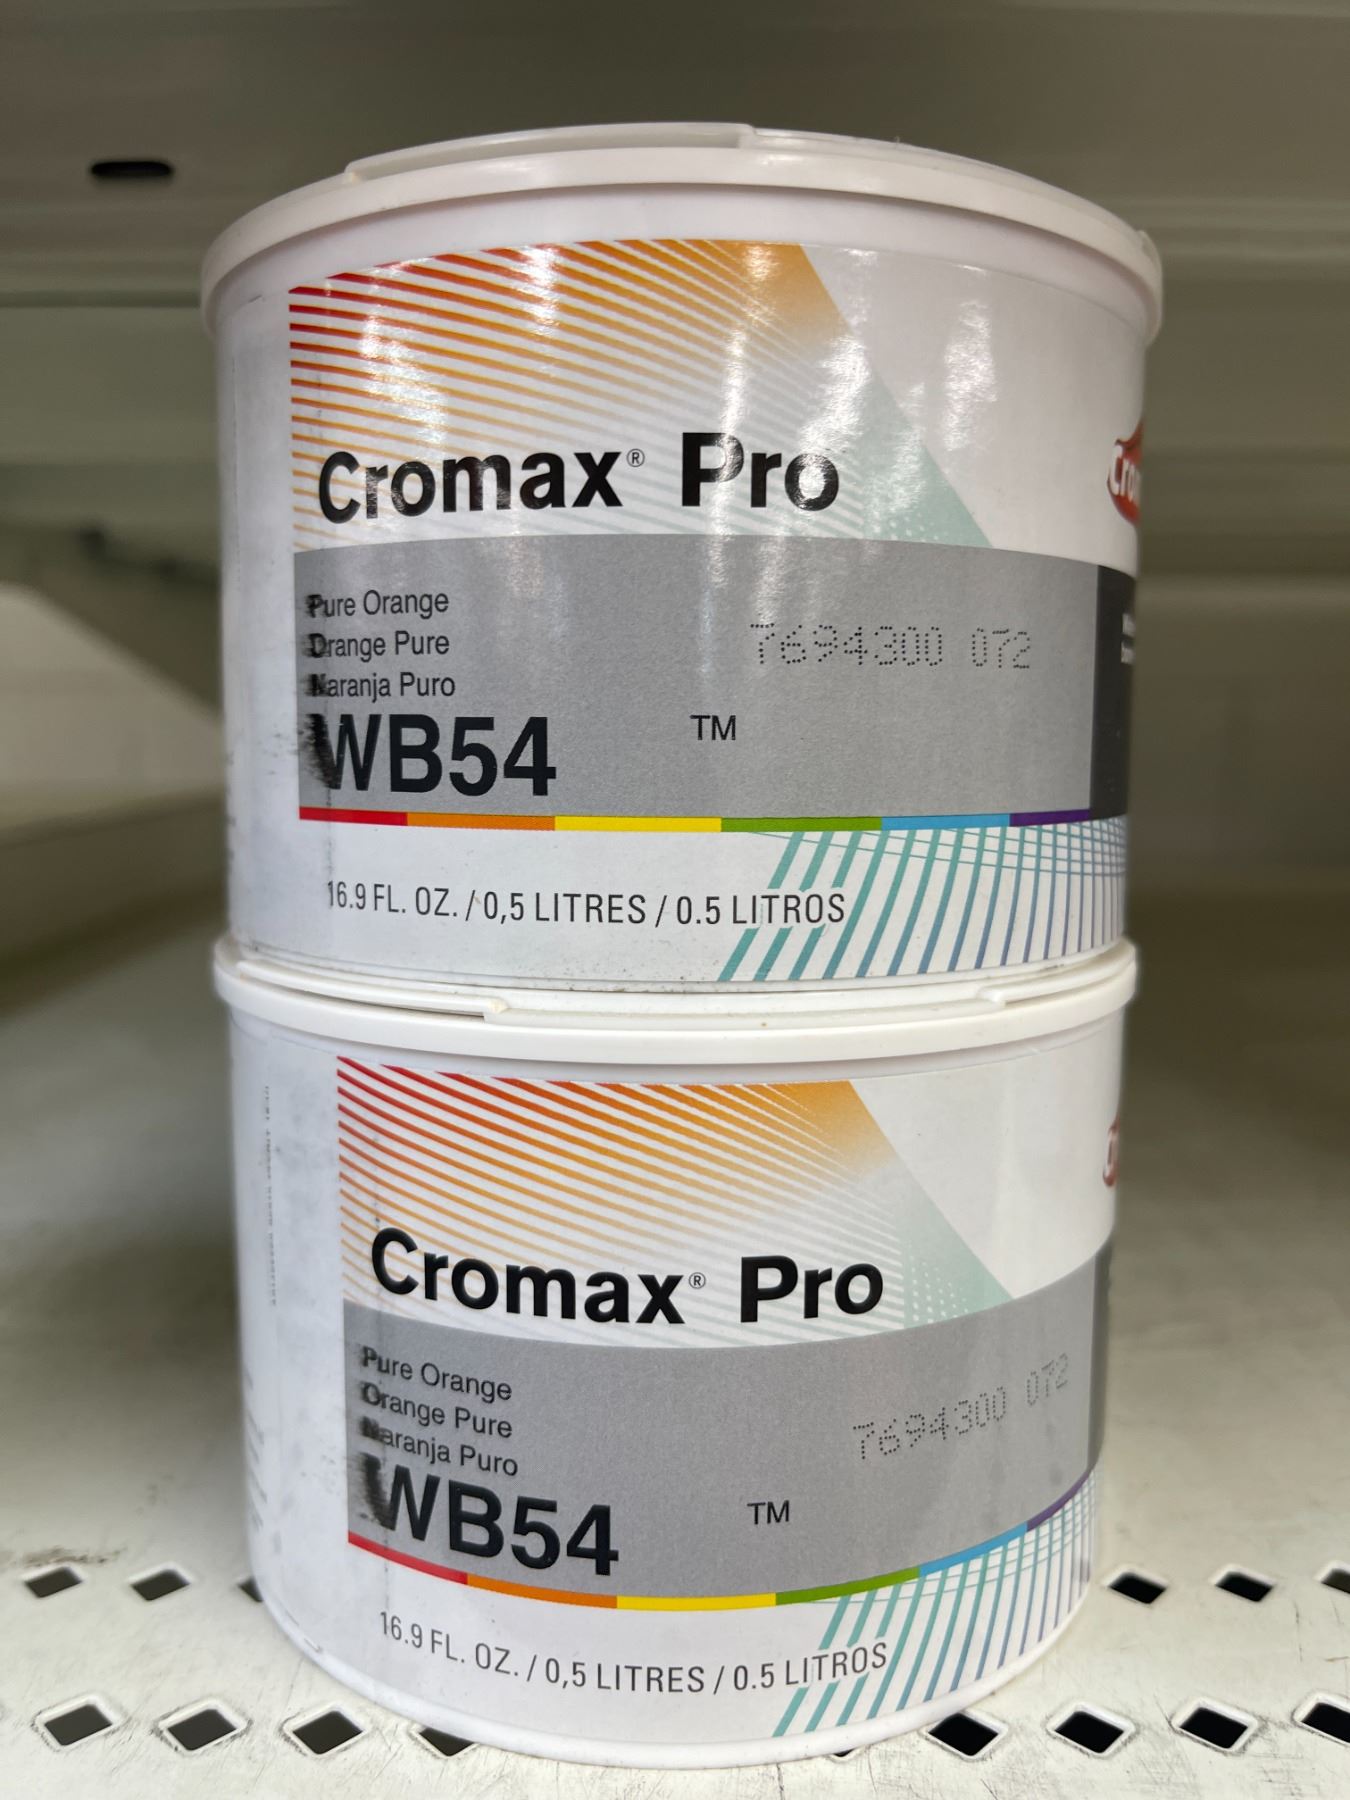 Cromax® Pro
Pure Orange
Orange Pure
Naranja Puro
7694300 072
WB54 ™
16.9 FL. OZ. / 0,5 LITRES / 0.5 LITROS
Cromax® Pro
Pure Orange
Orange Pure
Naranja Puro
7694300 072
WB54 ™
16.9 FL. OZ. / 0,5 LITRES / 0.5 LITROS